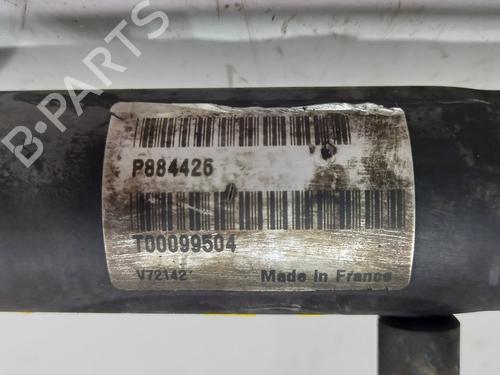 B-PARTS
P884426
T00099504
V72142
Made in France